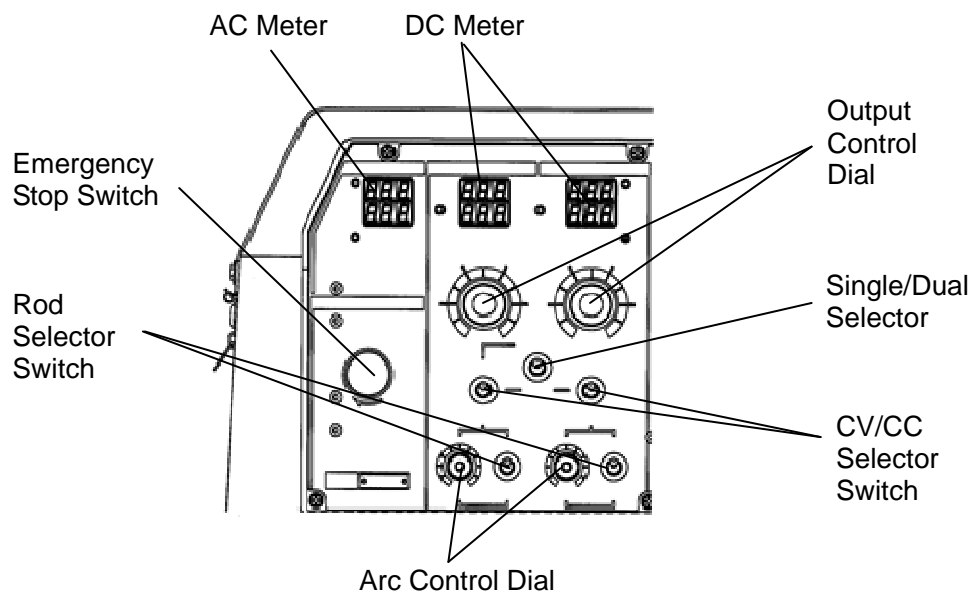 AC Meter
DC Meter
Output
Control
Dial
Emergency
Stop Switch
Single/Dual
Selector
Rod
Selector
Switch
CV/CC
Selector
Switch
Arc Control Dial